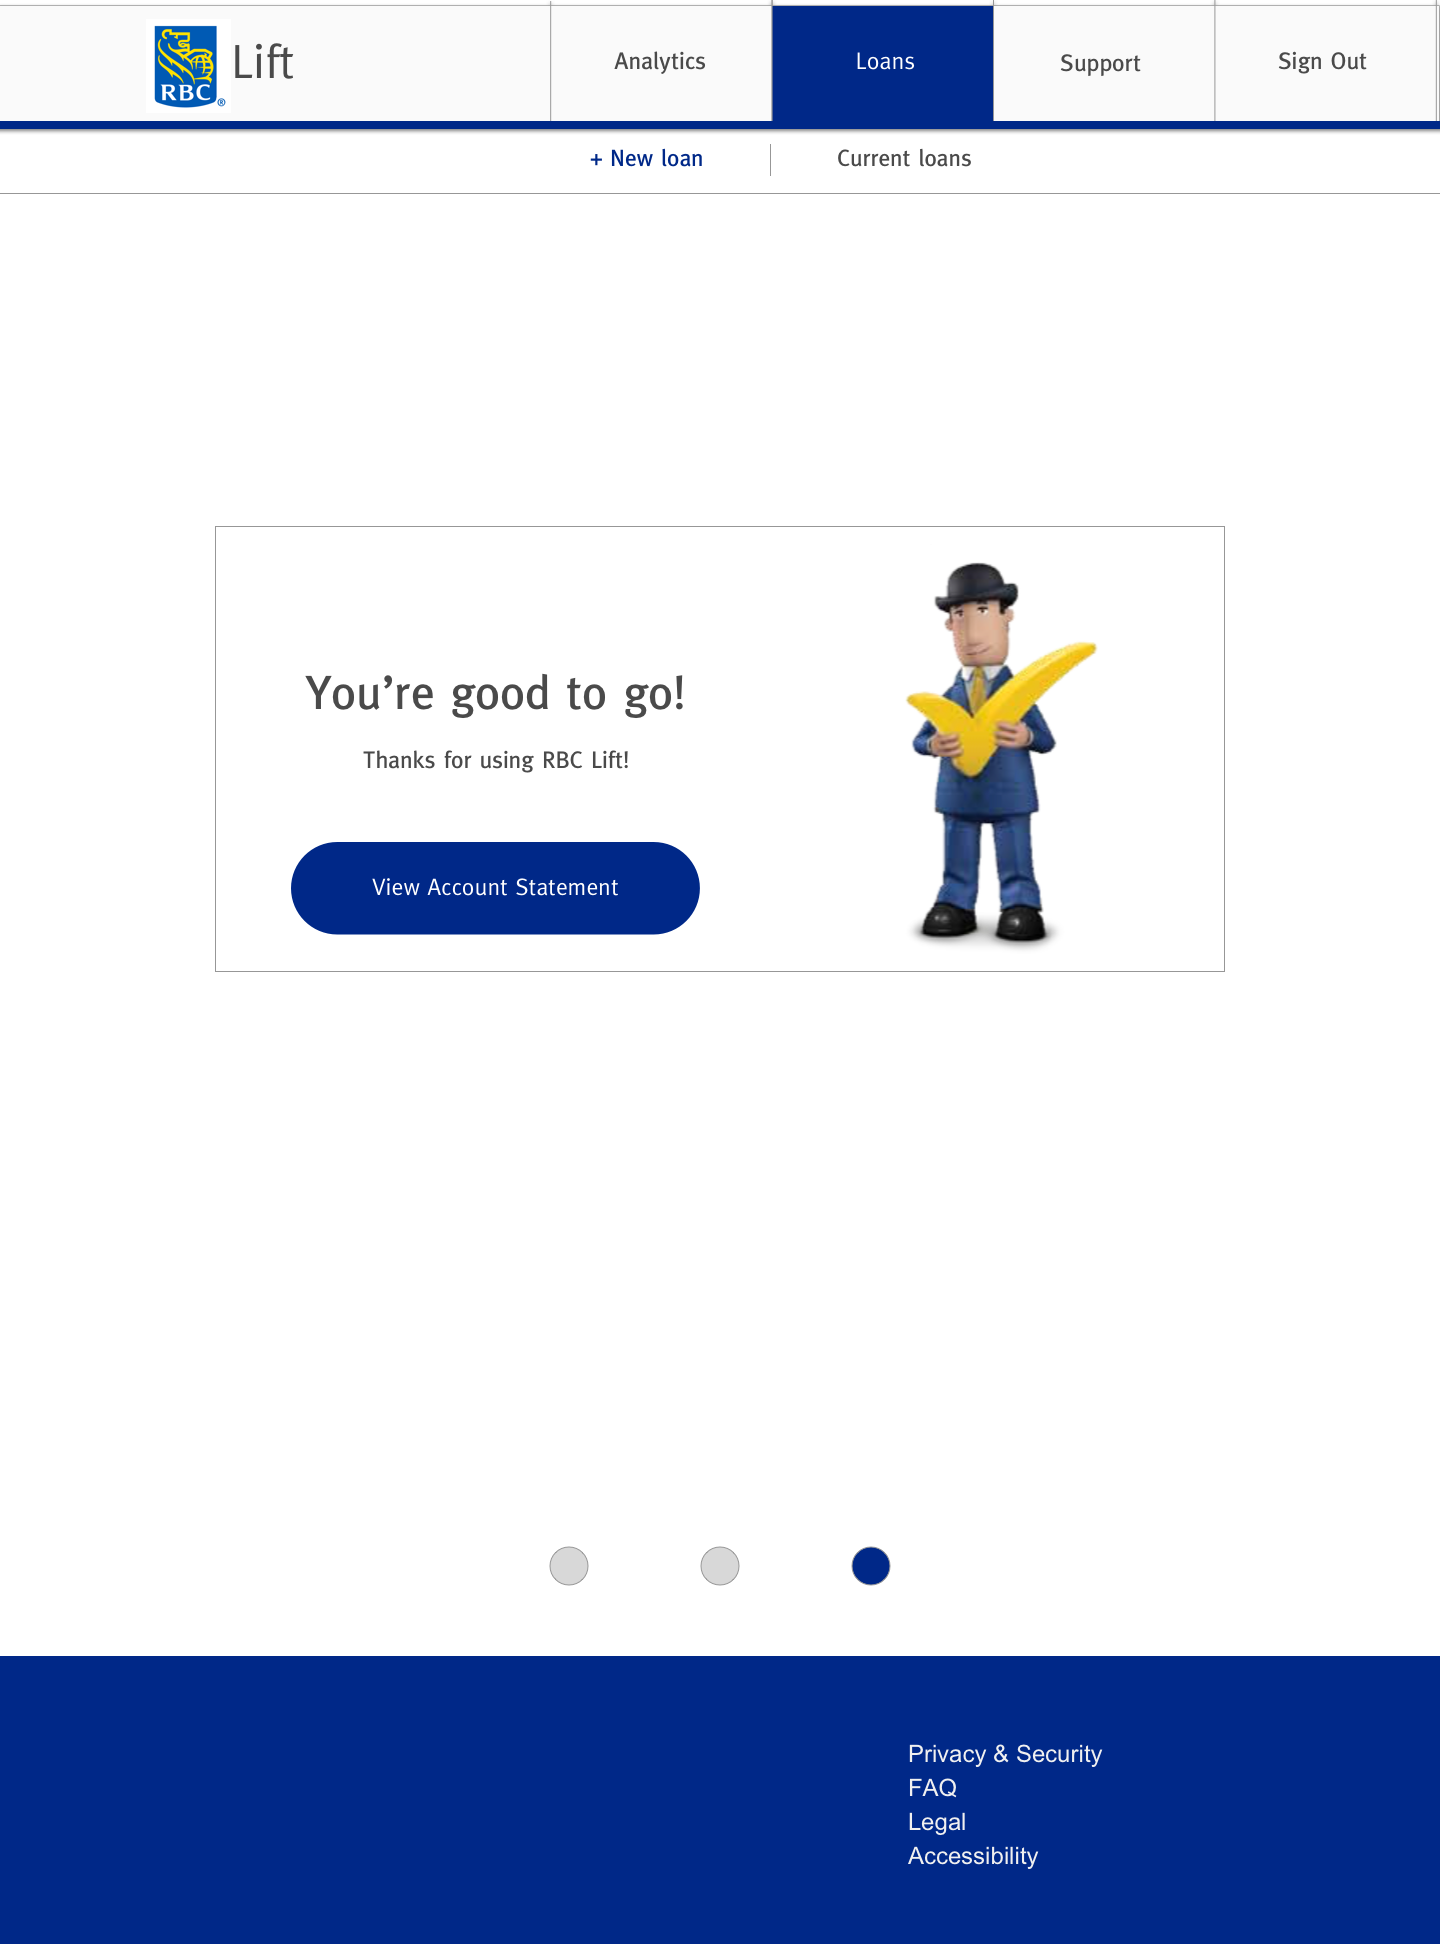 RBC
®
Lift
Analytics
Loans
Support
Sign Out
+ New loan
Current loans
You’re good to go!
Thanks for using RBC Lift!
View Account Statement
Privacy & Security
FAQ
Legal
Accessibility